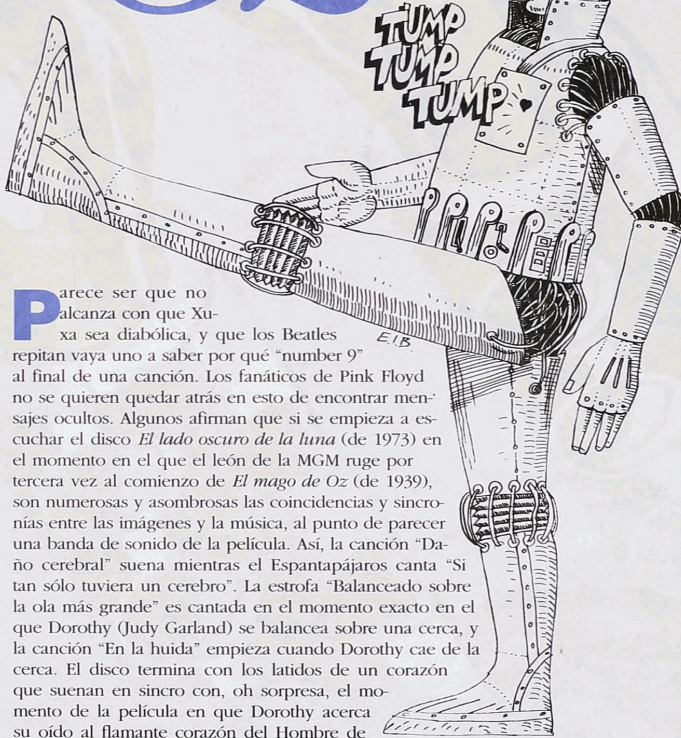 TUMP
TUMP
TUMP
Parece ser que no
alcanza con que Xu-
xa sea diabólica, y que los Beatles
repitan vaya uno a saber por qué “number 9”
al final de una canción. Los fanáticos de Pink Floyd
no se quieren quedar atrás en esto de encontrar men-
sajes ocultos. Algunos afirman que si se empieza a es-
cuchar el disco El lado oscuro de la luna (de 1973) en
el momento en el que el león de la MGM ruge por
tercera vez al comienzo de El mago de Oz (de 1939),
son numerosas y asombrosas las coincidencias y sincro-
nías entre las imágenes y la música, al punto de parecer
una banda de sonido de la película. Así, la canción “Da-
ño cerebral” suena mientras el Espantapájaros canta “Si
tan sólo tuviera un cerebro”. La estrofa “Balanceado sobre
la ola más grande” es cantada en el momento exacto en el
que Dorothy (Judy Garland) se balancea sobre una cerca, y
la canción “En la huida” empieza cuando Dorothy cae de la
cerca. El disco termina con los latidos de un corazón
que suenan en sincro con, oh sorpresa, el mo-
mento de la película en que Dorothy acerca
su oído al flamante corazón del Hombre de
E.I.B.